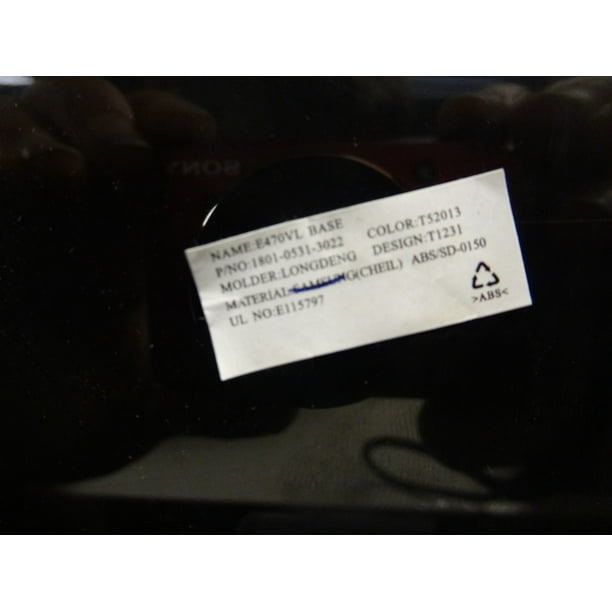 SONY
NAME:E470VL BASE
P/NO:1801-0531-3022 COLOR:T52013
MOLDER:LONGDENG DESIGN:T1231
MATERIAL:SAMSUNG(CHEIL) ABS/SD-0150
UL NO:E115797
>ABS<